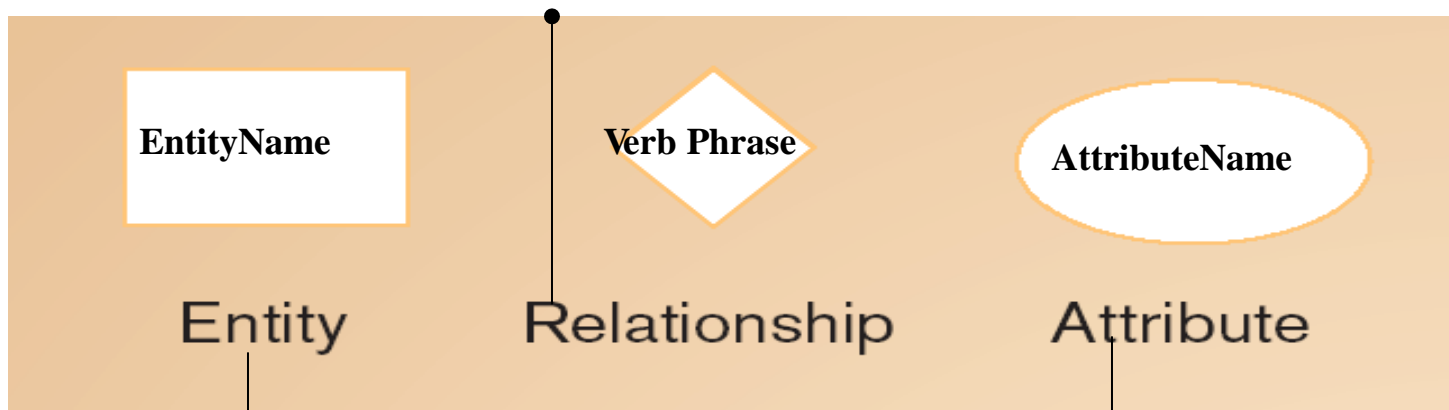 EntityName
Verb Phrase
AttributeName
Entity
Relationship
Attribute